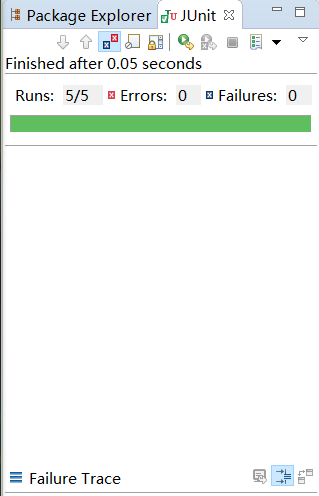 Package Explorer JUnit
Finished after 0.05 seconds
Runs: 5/5 Errors: 0 Failures: 0
Failure Trace